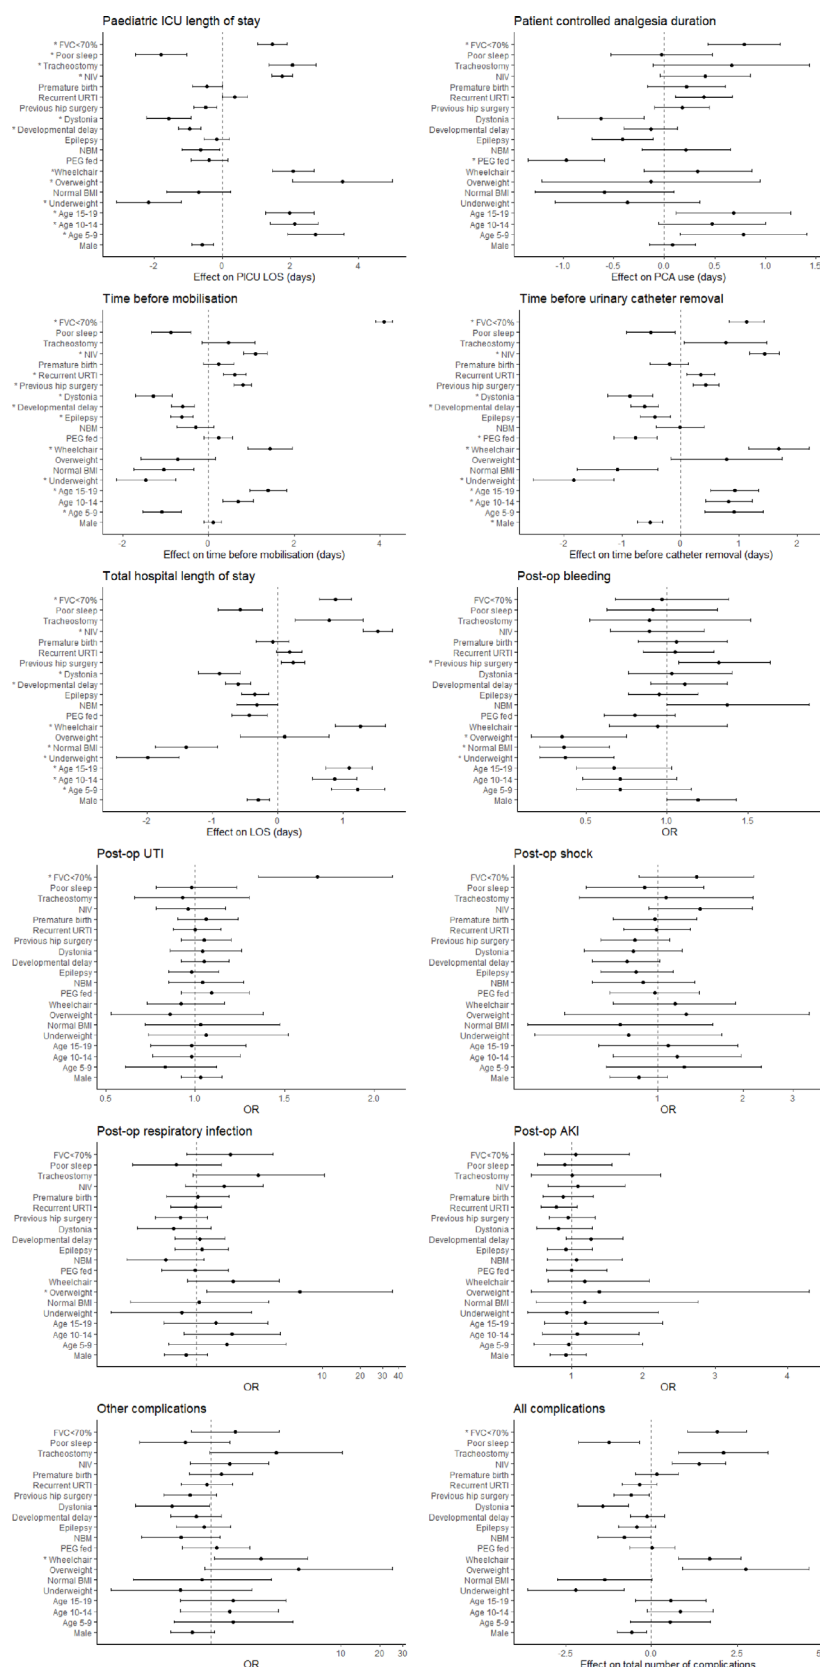 Paediatric ICU length of stay
* FVC<70%
* Poor sleep
* Tracheostomy
* NIV
Premature birth
Recurrent URTI
Previous hip surgery
* Dystonia
* Developmental delay
Epilepsy
NBM
PEG fed
*Wheelchair
* Overweight
Normal BMI
* Underweight
* Age 15-19
* Age 10-14
* Age 5-9
Male
-2 0 2 4
Effect on PICU LOS (days)
Patient controlled analgesia duration
* FVC<70%
Poor sleep
Tracheostomy
NIV
Premature birth
Recurrent URTI
Previous hip surgery
Dystonia
Developmental delay
Epilepsy
NBM
* PEG fed
Wheelchair
Overweight
Normal BMI
Underweight
Age 15-19
Age 10-14
Age 5-9
Male
-1.0 -0.5 0.0 0.5 1.0 1.5
Effect on PCA use (days)
Time before mobilisation
* FVC<70%
Poor sleep
Tracheostomy
* NIV
Premature birth
* Recurrent URTI
* Previous hip surgery
* Dystonia
* Developmental delay
* Epilepsy
NBM
PEG fed
* Wheelchair
Overweight
Normal BMI
* Underweight
* Age 15-19
Age 10-14
* Age 5-9
Male
-2 0 2 4
Effect on time before mobilisation (days)
Time before urinary catheter removal
* FVC<70%
Poor sleep
Tracheostomy
* NIV
Premature birth
Recurrent URTI
* Previous hip surgery
* Dystonia
* Developmental delay
Epilepsy
NBM
* PEG fed
* Wheelchair
Overweight
Normal BMI
* Underweight
* Age 15-19
* Age 10-14
Age 5-9
* Male
-2 -1 0 1 2
Effect on time before catheter removal (days)
Total hospital length of stay
* FVC<70%
Poor sleep
Tracheostomy
* NIV
Premature birth
Recurrent URTI
Previous hip surgery
* Dystonia
* Developmental delay
Epilepsy
NBM
PEG fed
* Wheelchair
Overweight
* Normal BMI
* Underweight
* Age 15-19
* Age 10-14
* Age 5-9
Male
-2 -1 0 1
Effect on LOS (days)
Post-op bleeding
FVC<70%
Poor sleep
Tracheostomy
NIV
Premature birth
Recurrent URTI
* Previous hip surgery
Dystonia
Developmental delay
Epilepsy
NBM
PEG fed
Wheelchair
* Overweight
* Normal BMI
* Underweight
Age 15-19
Age 10-14
Age 5-9
Male
0.5 1.0 1.5
OR
Post-op UTI
* FVC<70%
Poor sleep
Tracheostomy
NIV
Premature birth
Recurrent URTI
Previous hip surgery
Dystonia
Developmental delay
Epilepsy
NBM
PEG fed
Wheelchair
Overweight
Normal BMI
Underweight
Age 15-19
Age 10-14
Age 5-9
Male
0.5 1.0 1.5 2.0
OR
Post-op shock
FVC<70%
Poor sleep
Tracheostomy
NIV
Premature birth
Recurrent URTI
Previous hip surgery
Dystonia
Developmental delay
Epilepsy
NBM
PEG fed
Wheelchair
Overweight
Normal BMI
Underweight
Age 15-19
Age 10-14
Age 5-9
Male
1 2 3
OR
Post-op respiratory infection
FVC<70%
Poor sleep
Tracheostomy
NIV
Premature birth
Recurrent URTI
Previous hip surgery
Dystonia
Developmental delay
Epilepsy
NBM
PEG fed
Wheelchair
* Overweight
Normal BMI
Underweight
Age 15-19
Age 10-14
Age 5-9
Male
10 20 30 40
OR
Post-op AKI
FVC<70%
Poor sleep
Tracheostomy
NIV
Premature birth
Recurrent URTI
Previous hip surgery
Dystonia
Developmental delay
Epilepsy
NBM
PEG fed
Wheelchair
Overweight
Normal BMI
Underweight
Age 15-19
Age 10-14
Age 5-9
Male
1 2 3 4
OR
Other complications
FVC<70%
Poor sleep
Tracheostomy
NIV
Premature birth
Recurrent URTI
Previous hip surgery
Dystonia
Developmental delay
Epilepsy
NBM
PEG fed
* Wheelchair
Overweight
Normal BMI
Underweight
Age 15-19
Age 10-14
Age 5-9
Male
10 30
OR
All complications
* FVC<70%
Poor sleep
Tracheostomy
NIV
Premature birth
Recurrent URTI
Previous hip surgery
Dystonia
Developmental delay
Epilepsy
NBM
PEG fed
Wheelchair
Overweight
Normal BMI
Underweight
Age 15-19
Age 10-14
Age 5-9
Male
-2.5 0.0 2.5
Effect on total number of complications